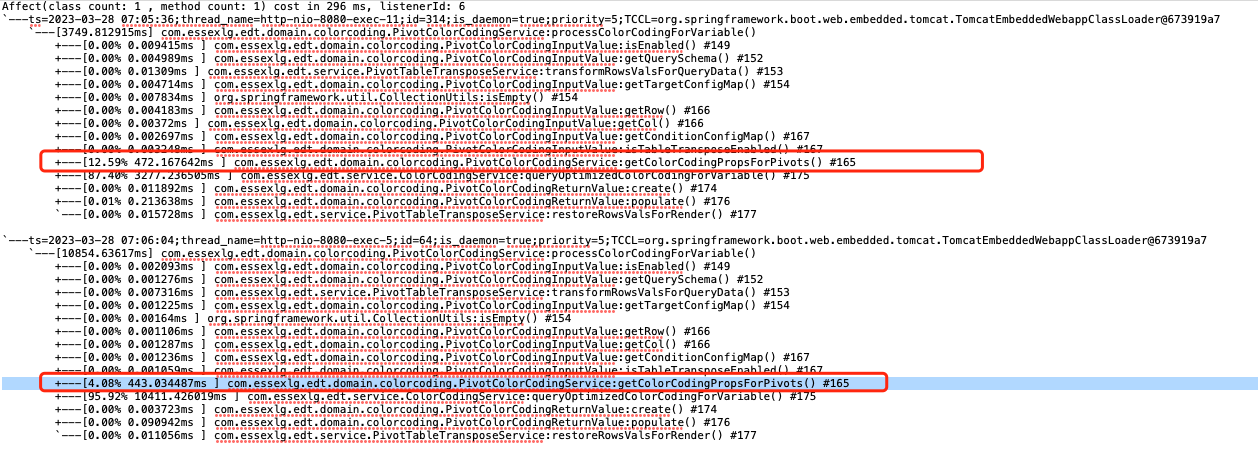 Affect(class count: 1 , method count: 1) cost in 296 ms, listenerId: 6
`---ts=2023-03-28 07:05:36;thread_name=http-nio-8080-exec-11;id=314;is_daemon=true;priority=5;TCCL=org.springframework.boot.web.embedded.tomcat.TomcatEmbeddedWebappClassLoader@673919a7
`---[3749.812915ms] com.essexlg.edt.domain.colorcoding.PivotColorCodingService:processColorCodingForVariable()
+---[0.00% 0.009415ms ] com.essexlg.edt.domain.colorcoding.PivotColorCodingInputValue:isEnabled() #149
+---[0.00% 0.004989ms ] com.essexlg.edt.domain.colorcoding.PivotColorCodingInputValue:getQuerySchema() #152
+---[0.00% 0.01309ms ] com.essexlg.edt.service.PivotTableTransposeService:transformRowsValsForQueryData() #153
+---[0.00% 0.004714ms ] com.essexlg.edt.domain.colorcoding.PivotColorCodingInputValue:getTargetConfigMap() #154
+---[0.00% 0.007834ms ] org.springframework.util.CollectionUtils:isEmpty() #154
+---[0.00% 0.004183ms ] com.essexlg.edt.domain.colorcoding.PivotColorCodingInputValue:getRow() #166
+---[0.00% 0.00372ms ] com.essexlg.edt.domain.colorcoding.PivotColorCodingInputValue:getCol() #166
+---[0.00% 0.002697ms ] com.essexlg.edt.domain.colorcoding.PivotColorCodingInputValue:getConditionConfigMap() #167
+---[0.00% 0.003248ms ] com.essexlg.edt.domain.colorcoding.PivotColorCodingInputValue:isTableTransposeEnabled() #167
+---[12.59% 472.167642ms ] com.essexlg.edt.domain.colorcoding.PivotColorCodingService:getColorCodingPropsForPivots() #165
+---[87.40% 3277.236505ms ] com.essexlg.edt.service.ColorCodingService:queryOptimizedColorCodingForVariable() #175
+---[0.00% 0.011892ms ] com.essexlg.edt.domain.colorcoding.PivotColorCodingReturnValue:create() #174
+---[0.01% 0.213638ms ] com.essexlg.edt.domain.colorcoding.PivotColorCodingReturnValue:populate() #176
`---[0.00% 0.015728ms ] com.essexlg.edt.service.PivotTableTransposeService:restoreRowsValsForRender() #177
`---ts=2023-03-28 07:06:04;thread_name=http-nio-8080-exec-5;id=64;is_daemon=true;priority=5;TCCL=org.springframework.boot.web.embedded.tomcat.TomcatEmbeddedWebappClassLoader@673919a7
`---[10854.63617ms] com.essexlg.edt.domain.colorcoding.PivotColorCodingService:processColorCodingForVariable()
+---[0.00% 0.002093ms ] com.essexlg.edt.domain.colorcoding.PivotColorCodingInputValue:isEnabled() #149
+---[0.00% 0.001276ms ] com.essexlg.edt.domain.colorcoding.PivotColorCodingInputValue:getQuerySchema() #152
+---[0.00% 0.007316ms ] com.essexlg.edt.service.PivotTableTransposeService:transformRowsValsForQueryData() #153
+---[0.00% 0.001225ms ] com.essexlg.edt.domain.colorcoding.PivotColorCodingInputValue:getTargetConfigMap() #154
+---[0.00% 0.00164ms ] org.springframework.util.CollectionUtils:isEmpty() #154
+---[0.00% 0.001106ms ] com.essexlg.edt.domain.colorcoding.PivotColorCodingInputValue:getRow() #166
+---[0.00% 0.001287ms ] com.essexlg.edt.domain.colorcoding.PivotColorCodingInputValue:getCol() #166
+---[0.00% 0.001236ms ] com.essexlg.edt.domain.colorcoding.PivotColorCodingInputValue:getConditionConfigMap() #167
+---[0.00% 0.001059ms ] com.essexlg.edt.domain.colorcoding.PivotColorCodingInputValue:isTableTransposeEnabled() #167
+---[4.08% 443.034487ms ] com.essexlg.edt.domain.colorcoding.PivotColorCodingService:getColorCodingPropsForPivots() #165
+---[95.92% 10411.426019ms ] com.essexlg.edt.service.ColorCodingService:queryOptimizedColorCodingForVariable() #175
+---[0.00% 0.003723ms ] com.essexlg.edt.domain.colorcoding.PivotColorCodingReturnValue:create() #174
+---[0.00% 0.090942ms ] com.essexlg.edt.domain.colorcoding.PivotColorCodingReturnValue:populate() #176
`---[0.00% 0.011056ms ] com.essexlg.edt.service.PivotTableTransposeService:restoreRowsValsForRender() #177